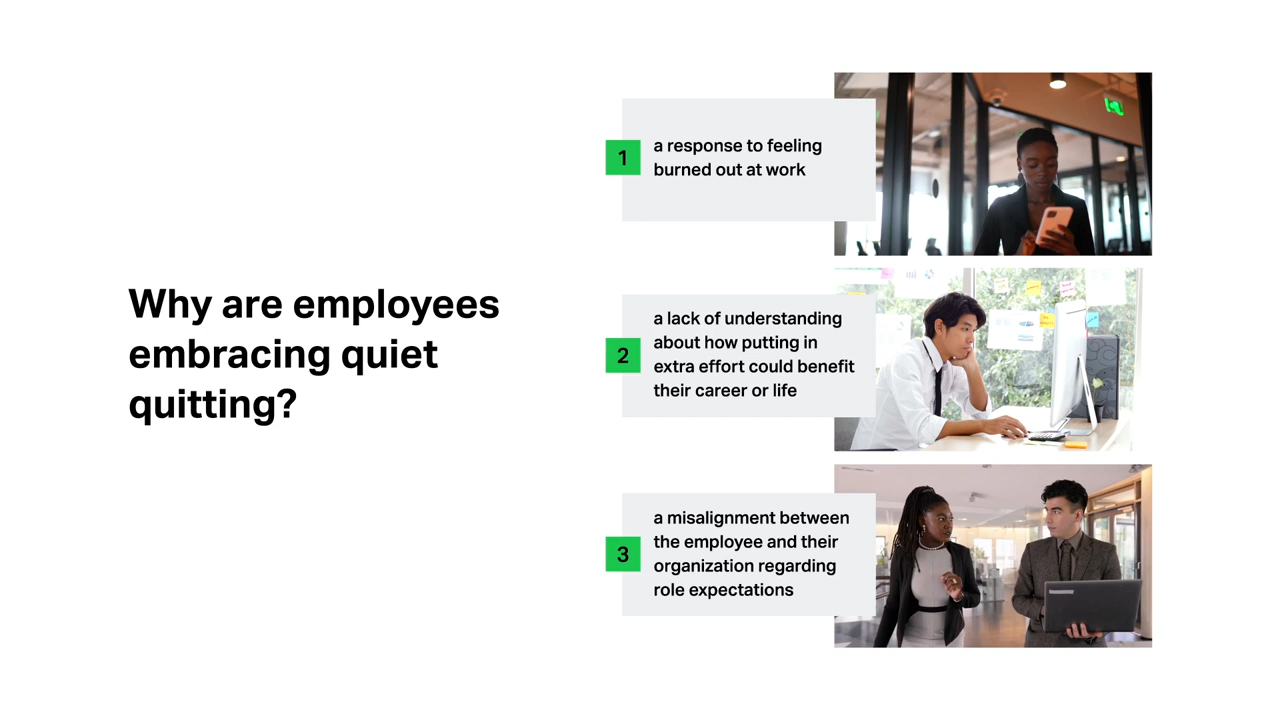 Why are employees
embracing quiet
quitting?
1
a response to feeling
burned out at work
2
a lack of understanding
about how putting in
extra effort could benefit
their career or life
3
a misalignment between
the employee and their
organization regarding
role expectations